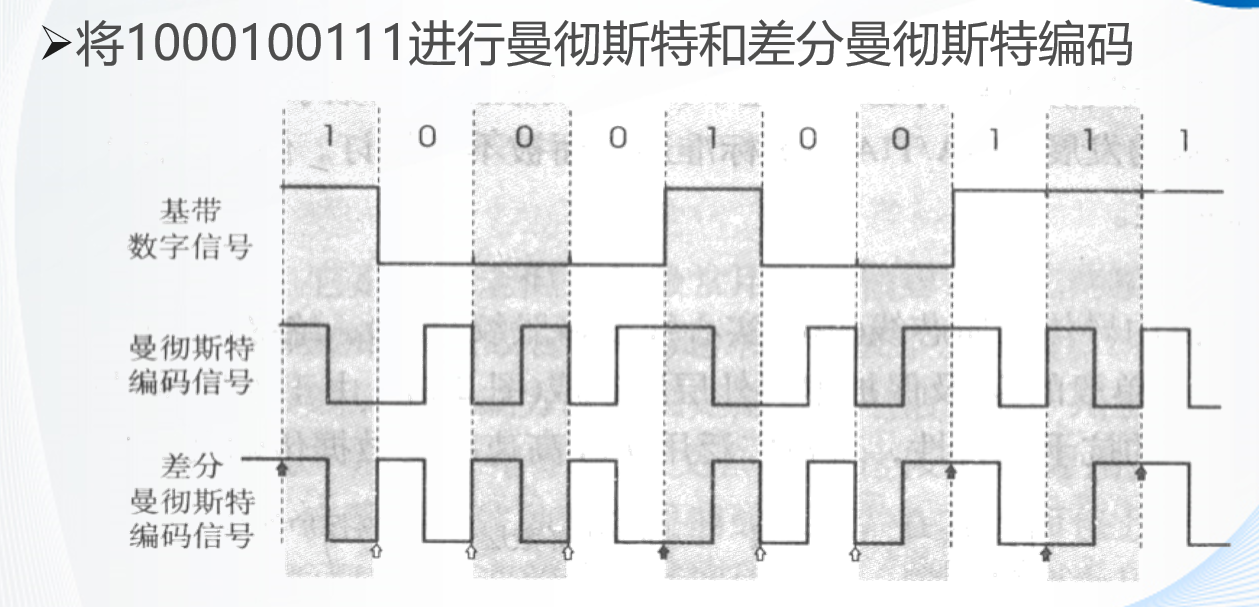 ➢将1000100111进行曼彻斯特和差分曼彻斯特编码
1 0 0 0 1 0 0 1 1 1
基带
数字信号
曼彻斯特
编码信号
差分
曼彻斯特
编码信号